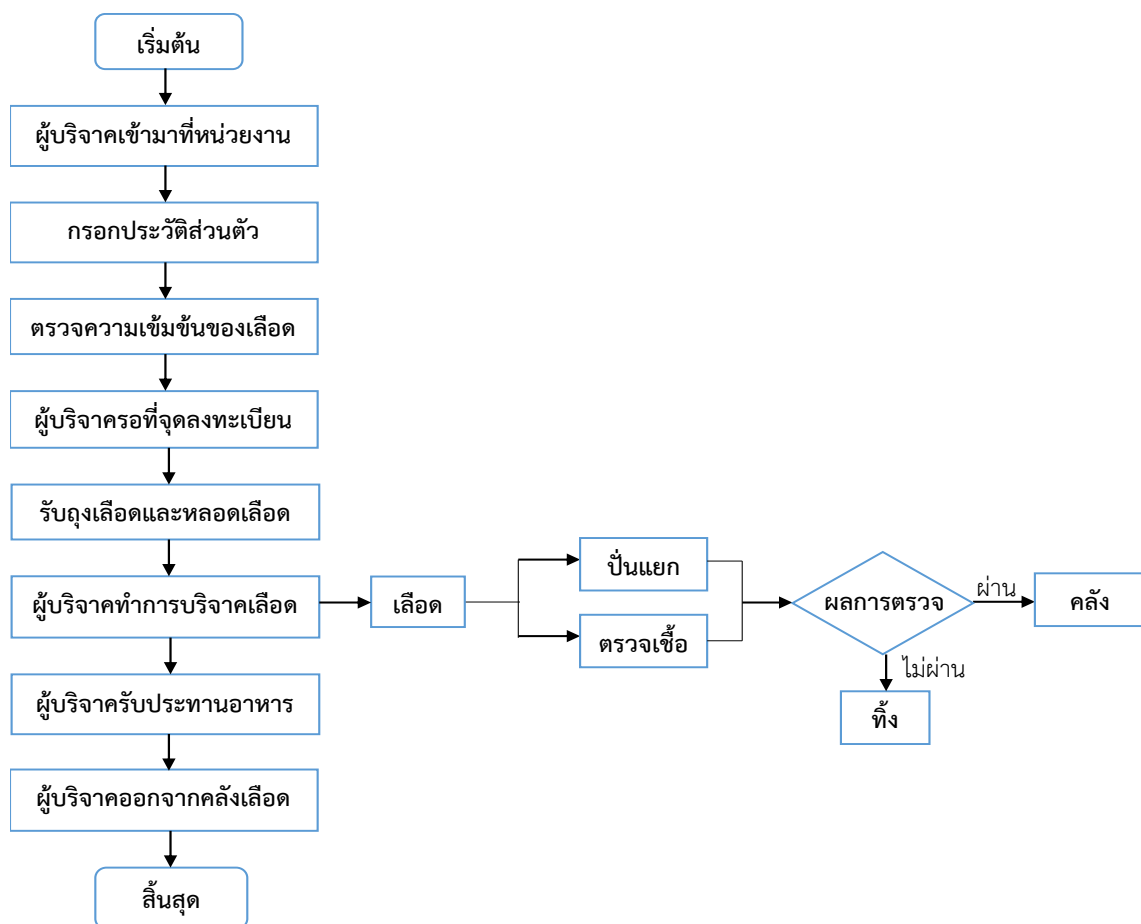 เริ่มต้น
ผู้บริจาคเข้ามาที่หน่วยงาน
กรอกประวัติส่วนตัว
ตรวจความเข้มข้นของเลือด
ผู้บริจาครอที่จุดลงทะเบียน
รับถุงเลือดและหลอดเลือด
ผู้บริจาคทำการบริจาคเลือด
เลือด
ปั่นแยก
ตรวจเชื้อ
ผลการตรวจ
ผ่าน
คลัง
ไม่ผ่าน
ทิ้ง
ผู้บริจาครับประทานอาหาร
ผู้บริจาคออกจากคลังเลือด
สิ้นสุด